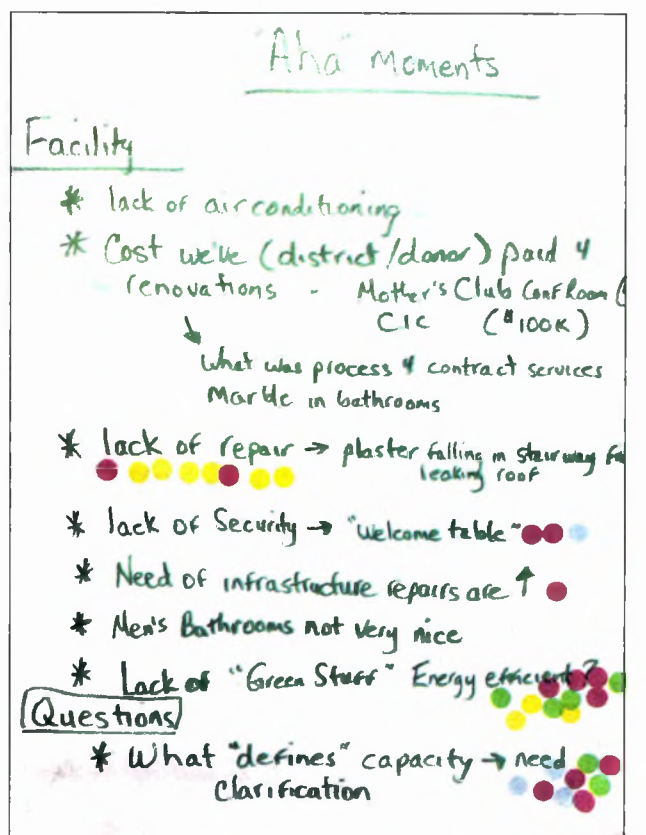 "Aha" Moments
Facility
* lack of airconditioning
* Cost we've (district/donor) paid 4
renovations - Mother's Club Conf Room (
CIC ($100K)
What was process 4 contract services
Marble in bathrooms
* lack of repair → plaster falling in stairway
leaking roof
* lack of Security → "Welcome table"
* Need of infrastructure repairs are ↑
* Men's Bathrooms not very nice
* Lack of "Green Stuff" Energy efficient?
Questions
* What "defines" capacity → need
clarification